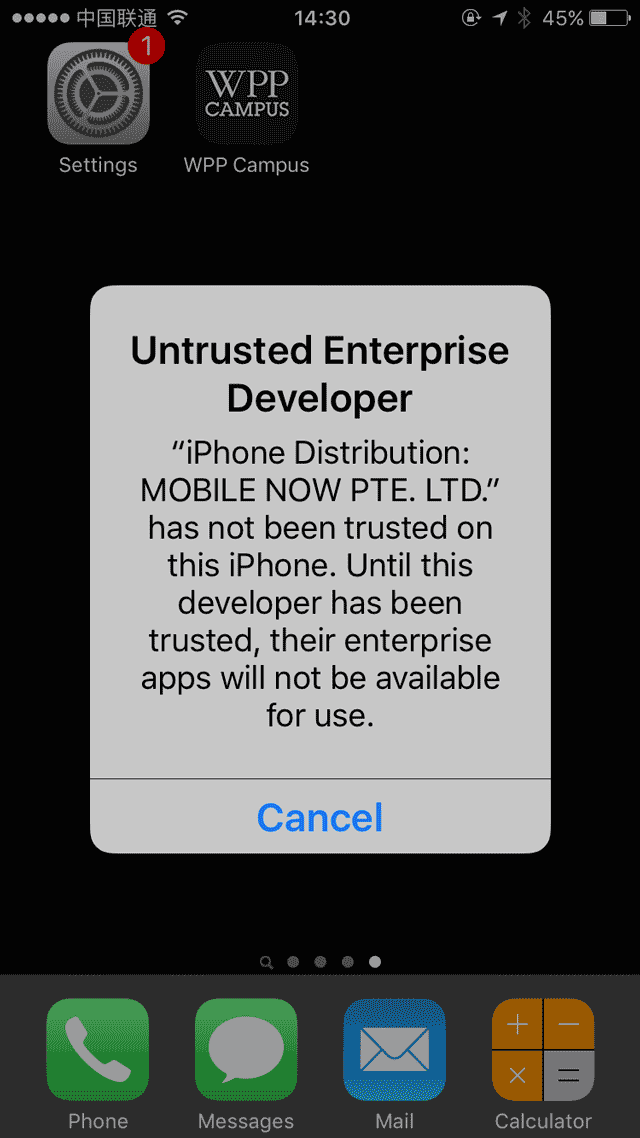 中国联通 14:30 45%
1
WPP
CAMPUS
Settings WPP Campus
Untrusted Enterprise
Developer
“iPhone Distribution:
MOBILE NOW PTE. LTD.”
has not been trusted on
this iPhone. Until this
developer has been
trusted, their enterprise
apps will not be available
for use.
Cancel
Phone Messages Mail Calculator